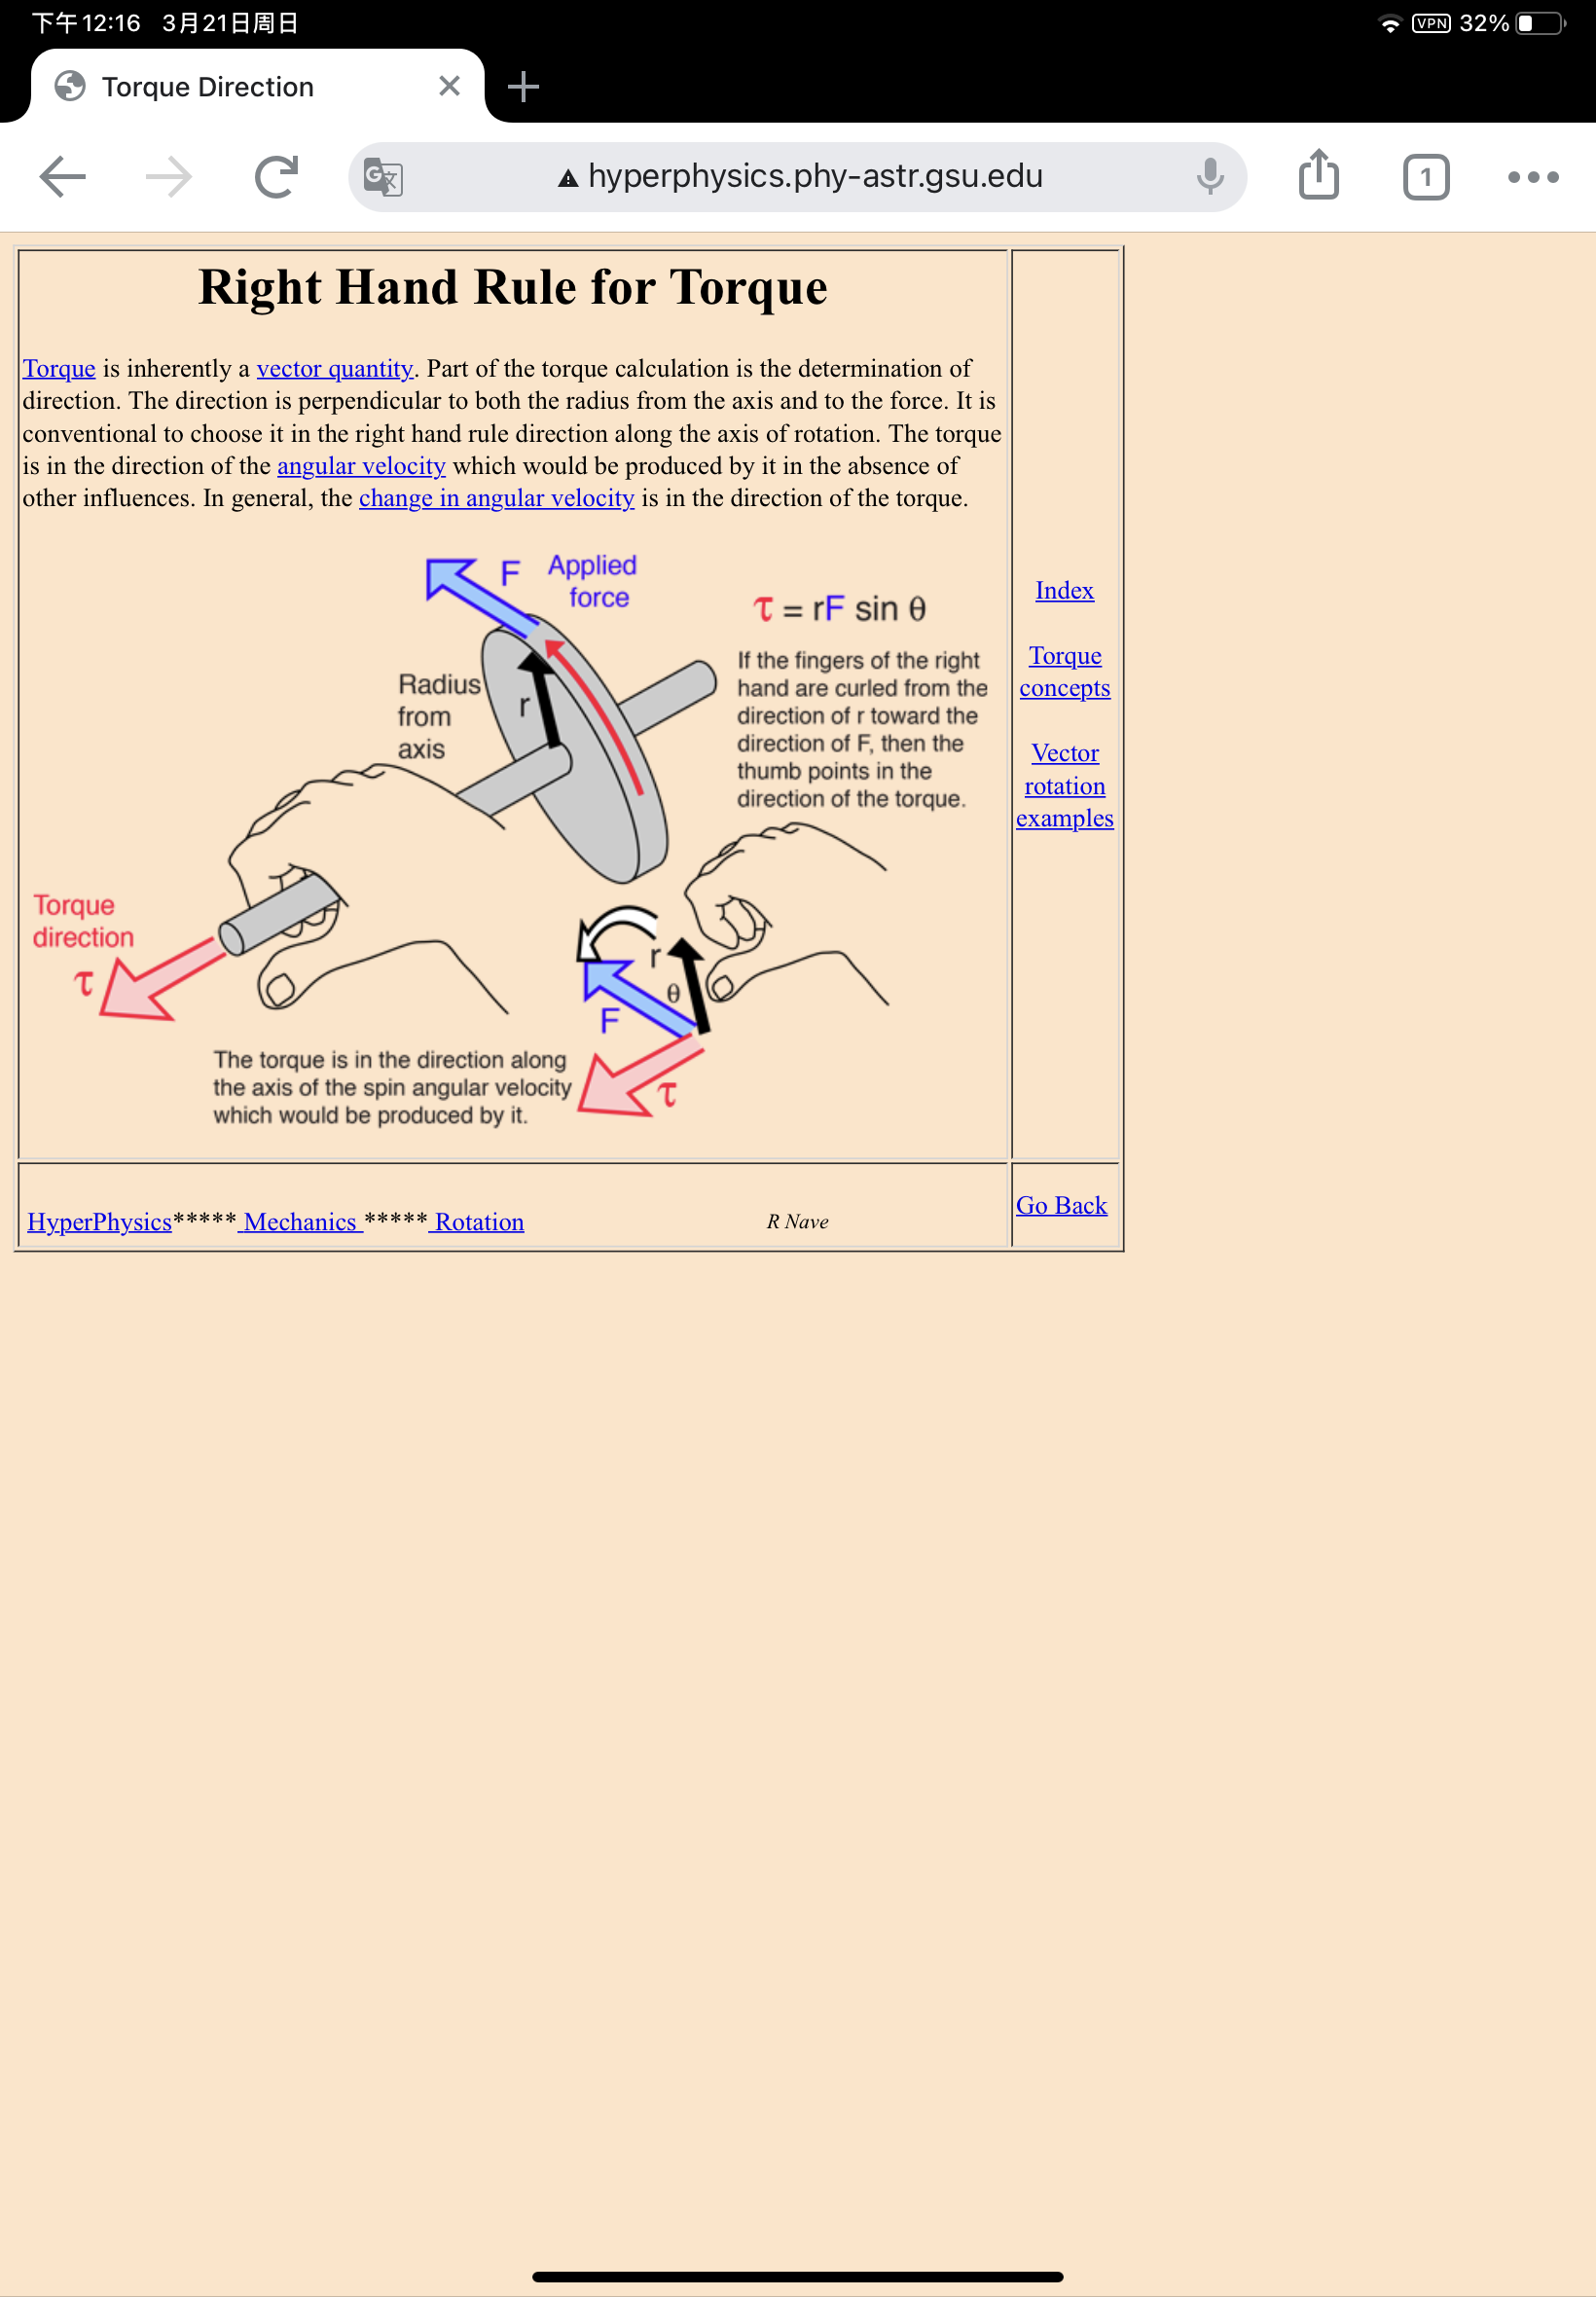 下午12:16 3月21日周日
VPN 32%
Torque Direction
hyperphysics.phy-astr.gsu.edu
1
Right Hand Rule for Torque
Torque is inherently a vector quantity. Part of the torque calculation is the determination of
direction. The direction is perpendicular to both the radius from the axis and to the force. It is
conventional to choose it in the right hand rule direction along the axis of rotation. The torque
is in the direction of the angular velocity which would be produced by it in the absence of
other influences. In general, the change in angular velocity is in the direction of the torque.
F
Applied
force
τ = rF sin θ
If the fingers of the right
hand are curled from the
direction of r toward the
direction of F, then the
thumb points in the
direction of the torque.
Radius
from
axis
r
Torque
direction
τ
r
θ
F
τ
The torque is in the direction along
the axis of the spin angular velocity
which would be produced by it.
Index
Torque
concepts
Vector
rotation
examples
HyperPhysics***** Mechanics ***** Rotation
R Nave
Go Back